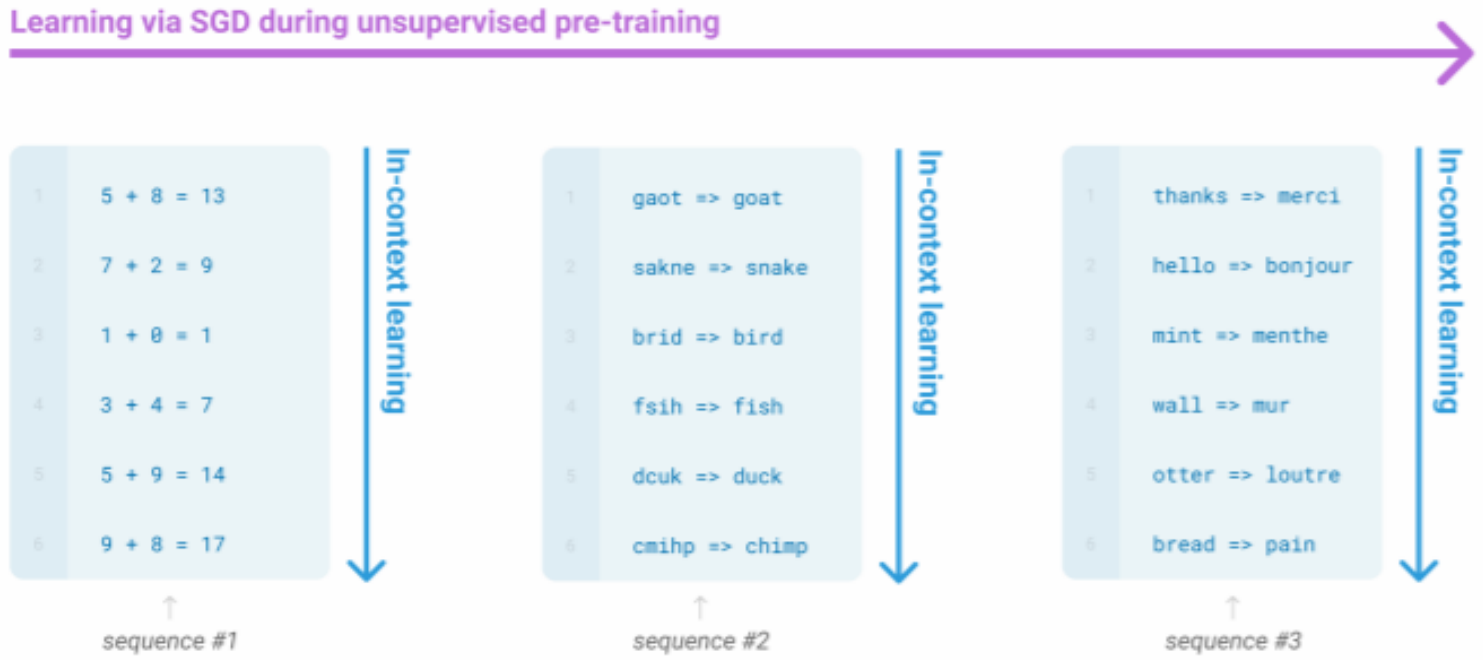 Learning via SGD during unsupervised pre-training
1 5 + 8 = 13
2 7 + 2 = 9
3 1 + 0 = 1
4 3 + 4 = 7
5 5 + 9 = 14
6 9 + 8 = 17
In-context learning
sequence #1
1 gaot => goat
2 sakne => snake
3 brid => bird
4 fsih => fish
5 dcuk => duck
6 cmihp => chimp
In-context learning
sequence #2
1 thanks => merci
2 hello => bonjour
3 mint => menthe
4 wall => mur
5 otter => loutre
6 bread => pain
In-context learning
sequence #3